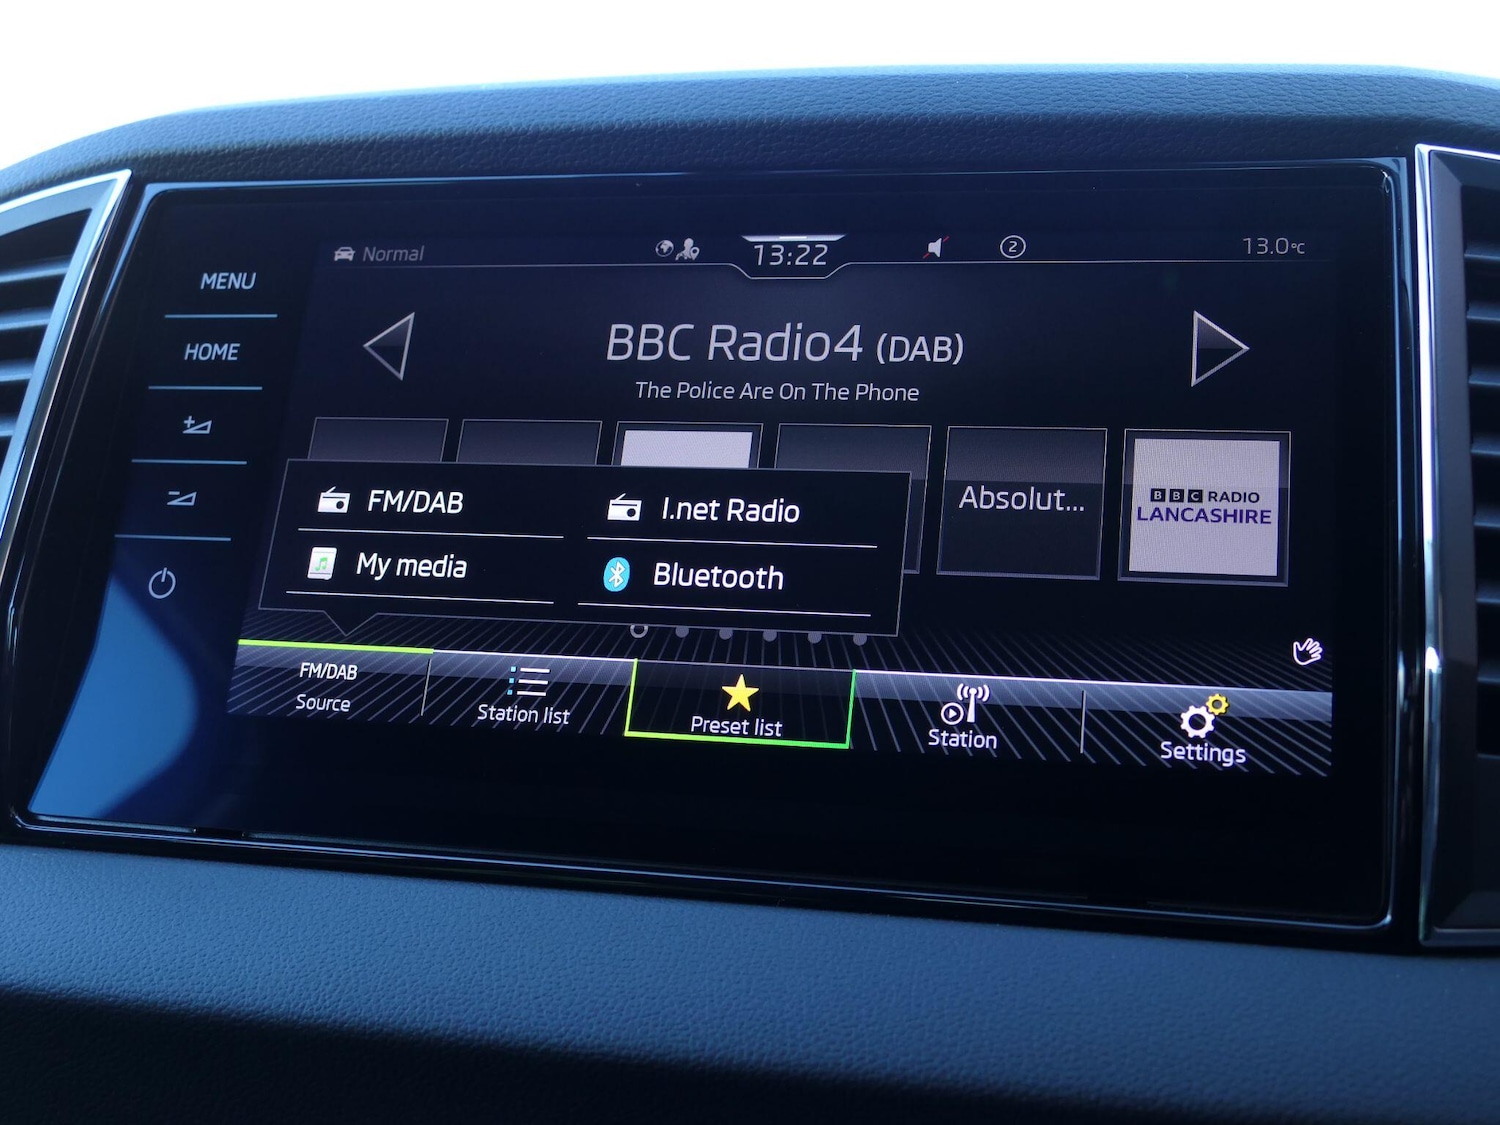 Normal
13:22
2
13.0°C
MENU
HOME
BBC Radio4 (DAB)
The Police Are On The Phone
Absolut...
BBC RADIO
LANCASHIRE
FM/DAB
I.net Radio
My media
Bluetooth
FM/DAB
Source
Station list
Preset list
Station
Settings